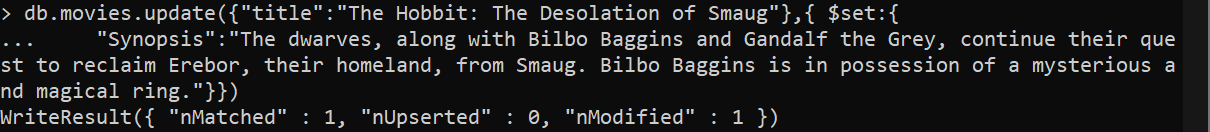 > db.movies.update({"title":"The Hobbit: The Desolation of Smaug"},{ $set:{
...     "Synopsis":"The dwarves, along with Bilbo Baggins and Gandalf the Grey, continue their que
st to reclaim Erebor, their homeland, from Smaug. Bilbo Baggins is in possession of a mysterious a
nd magical ring."}})
WriteResult({ "nMatched" : 1, "nUpserted" : 0, "nModified" : 1 })